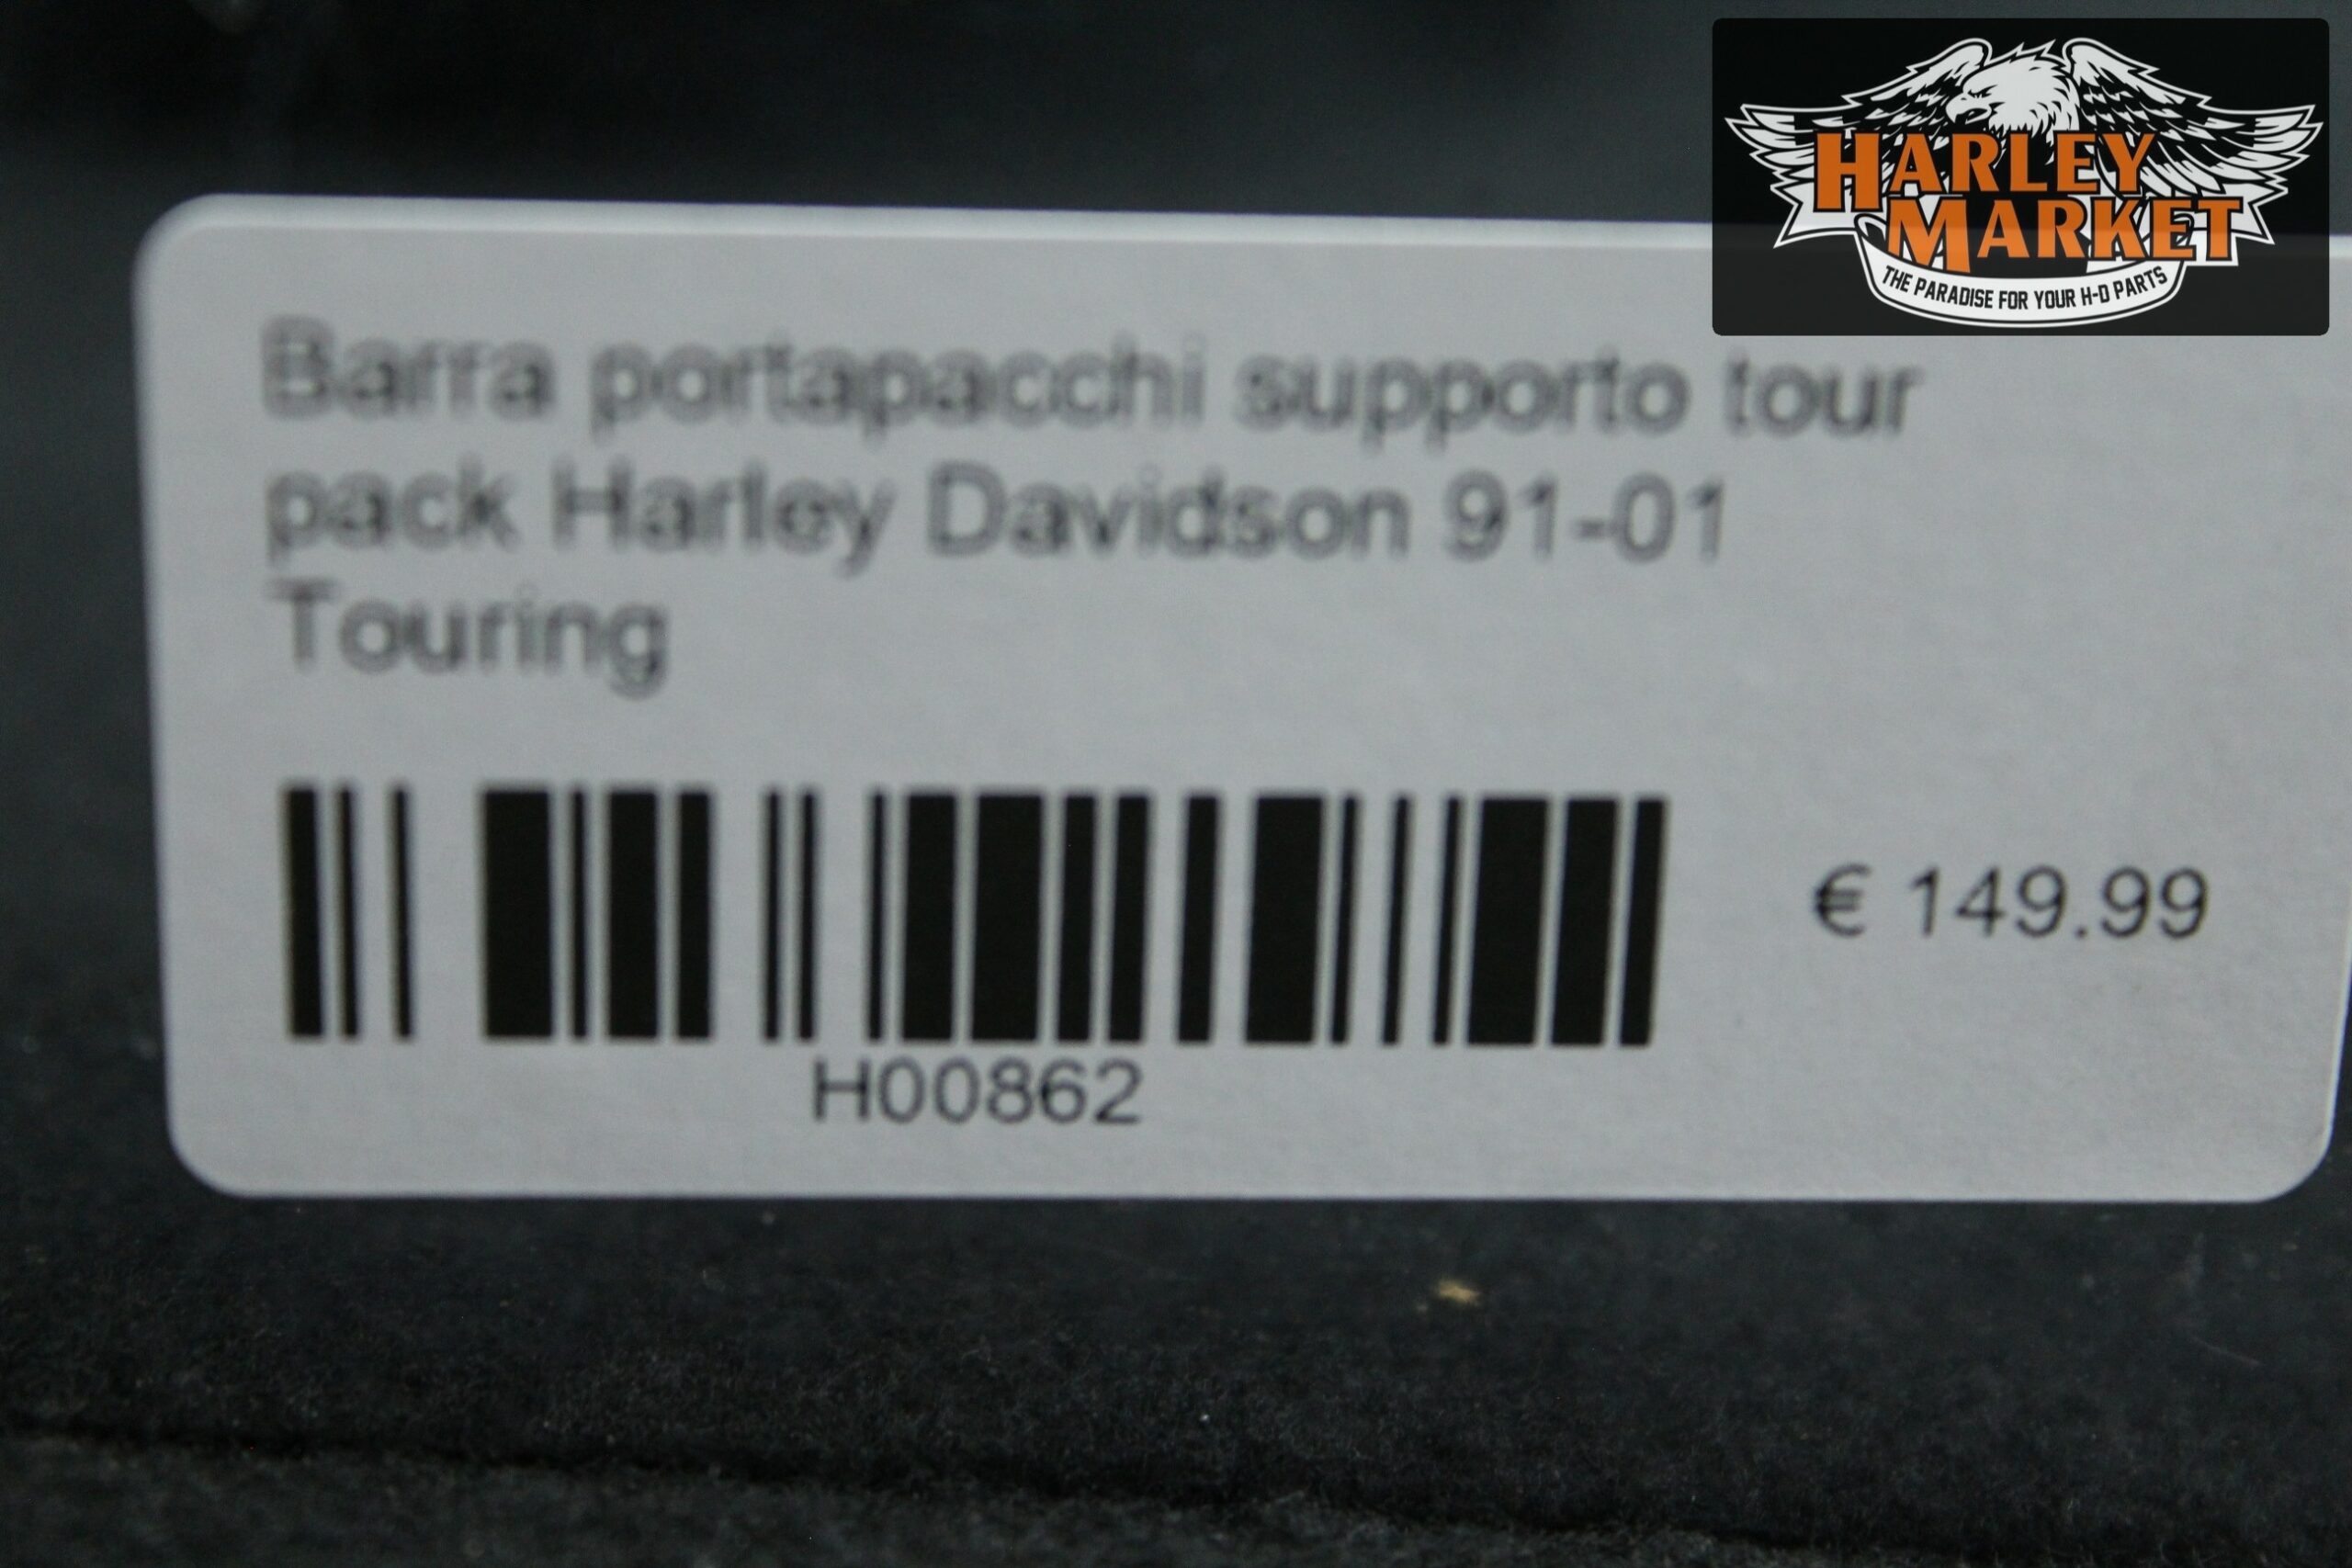 HARLEY
MARKET
THE PARADISE FOR YOUR H-D PARTS
Barra portapacchi supporto tour
pack Harley Davidson 91-01
Touring
€ 149.99
H00862